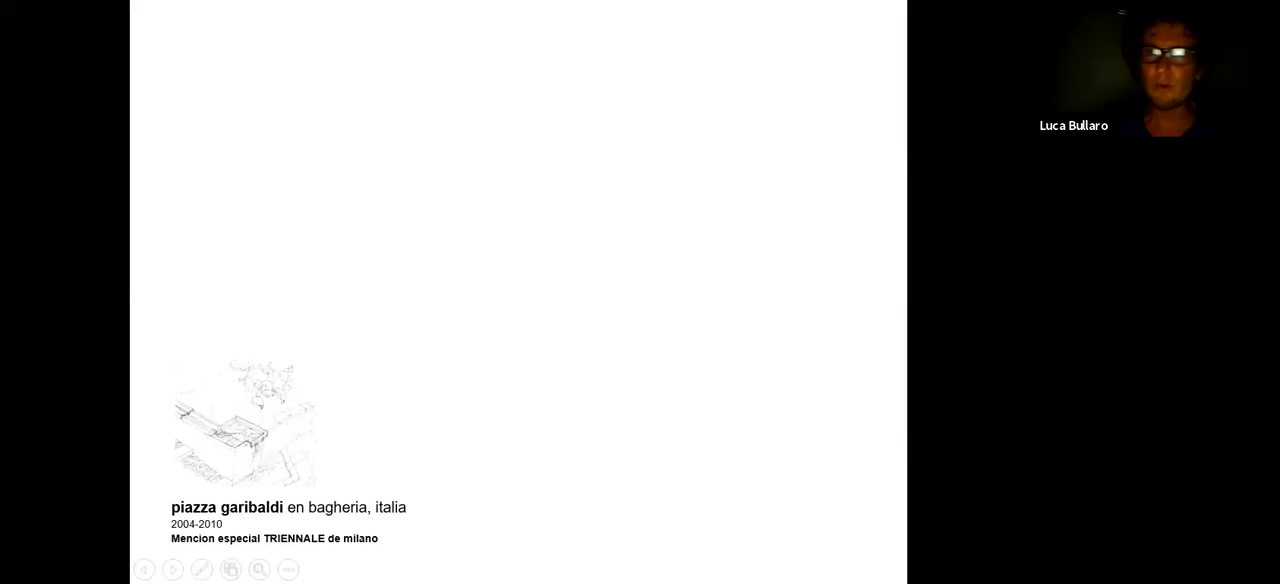 Luca Bullaro
piazza garibaldi en bagheria, italia
2004-2010
Mencion especial TRIENNALE de milano